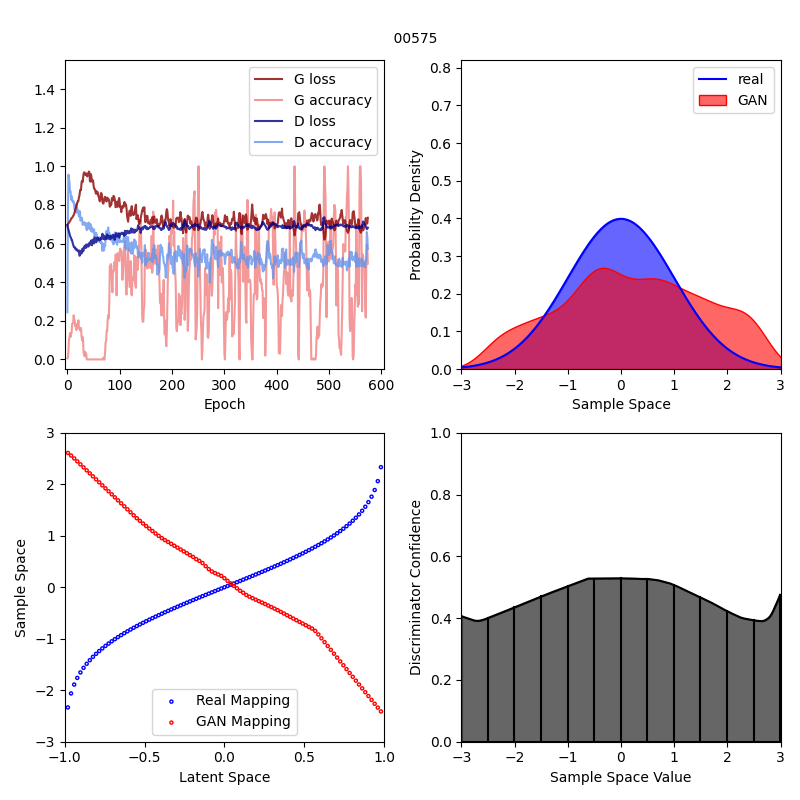 00575
1.4
1.2
1.0
0.8
0.6
0.4
0.2
0.0
G loss
G accuracy
D loss
D accuracy
0 100 200 300 400 500 600
Epoch
Probability Density
0.8
0.7
0.6
0.5
0.4
0.3
0.2
0.1
0.0
real
GAN
−3 −2 −1 0 1 2 3
Sample Space
Sample Space
3
2
1
0
−1
−2
−3
Real Mapping
GAN Mapping
−1.0 −0.5 0.0 0.5 1.0
Latent Space
Discriminator Confidence
1.0
0.8
0.6
0.4
0.2
0.0
−3 −2 −1 0 1 2 3
Sample Space Value